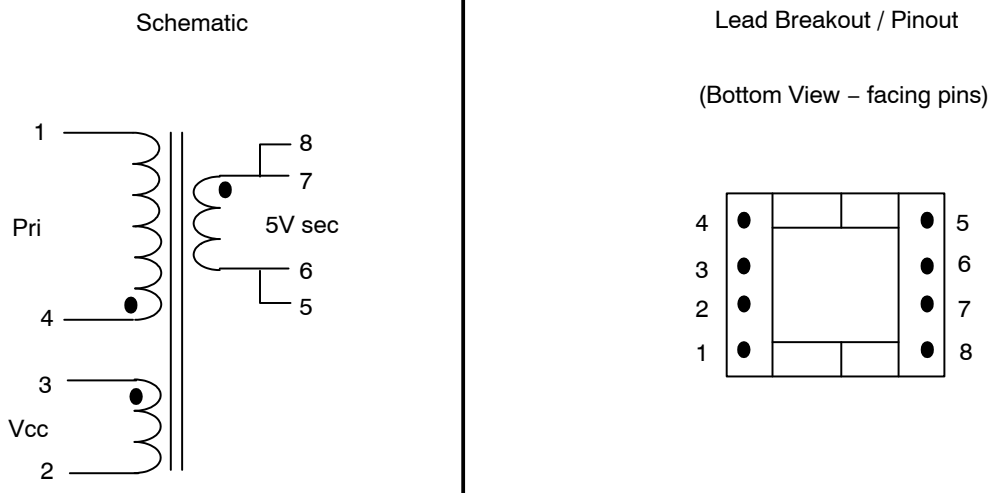 Schematic
1
Pri
4
3
Vcc
2
8
7
5V sec
6
5
Lead Breakout / Pinout
(Bottom View – facing pins)
4
3
2
1
5
6
7
8